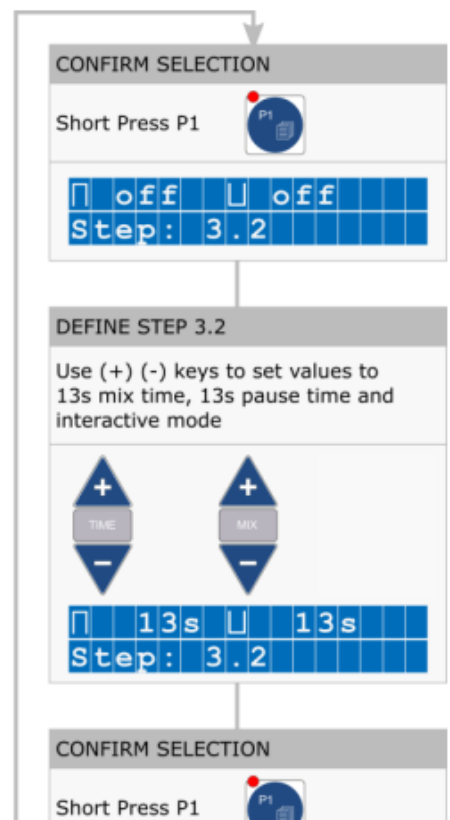 CONFIRM SELECTION
Short Press P1
P1
∏ off ∐ off
Step: 3.2
DEFINE STEP 3.2
Use (+) (-) keys to set values to
13s mix time, 13s pause time and
interactive mode
+ +
TIME MIX
− −
∏ 13s ∐ 13s
Step: 3.2
CONFIRM SELECTION
Short Press P1
P1